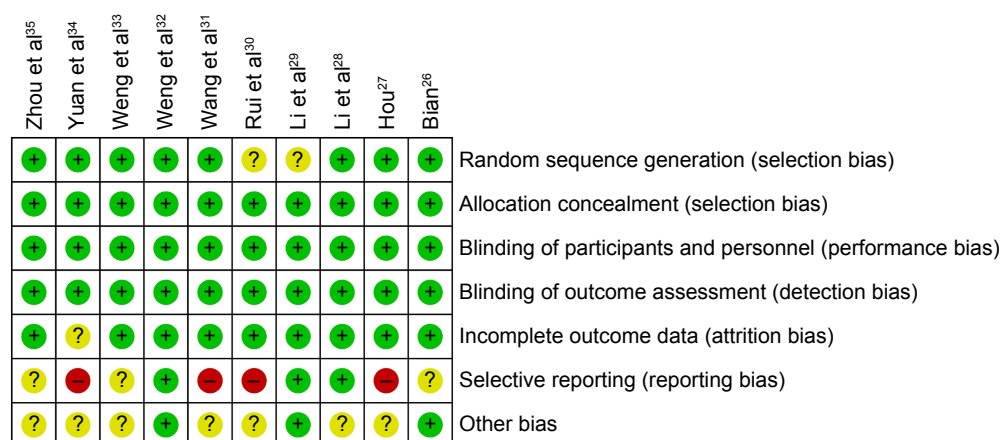 Zhou et al35
Yuan et al34
Weng et al33
Weng et al32
Wang et al31
Rui et al30
Li et al29
Li et al28
Hou27
Bian26
+ + + + + ? ? + + + Random sequence generation (selection bias)
+ + + + + + + + + + Allocation concealment (selection bias)
+ + + + + + + + + + Blinding of participants and personnel (performance bias)
+ + + + + + + + + + Blinding of outcome assessment (detection bias)
+ ? + + + + + + + + Incomplete outcome data (attrition bias)
? – ? + – – + + – ? Selective reporting (reporting bias)
? ? ? + ? ? + ? ? + Other bias